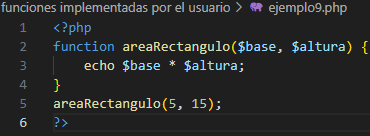 funciones implementadas por el usuario > ejemplo9.php
1 <?php
2 function areaRectangulo($base, $altura) {
3     echo $base * $altura;
4 }
5 areaRectangulo(5, 15);
6 ?>